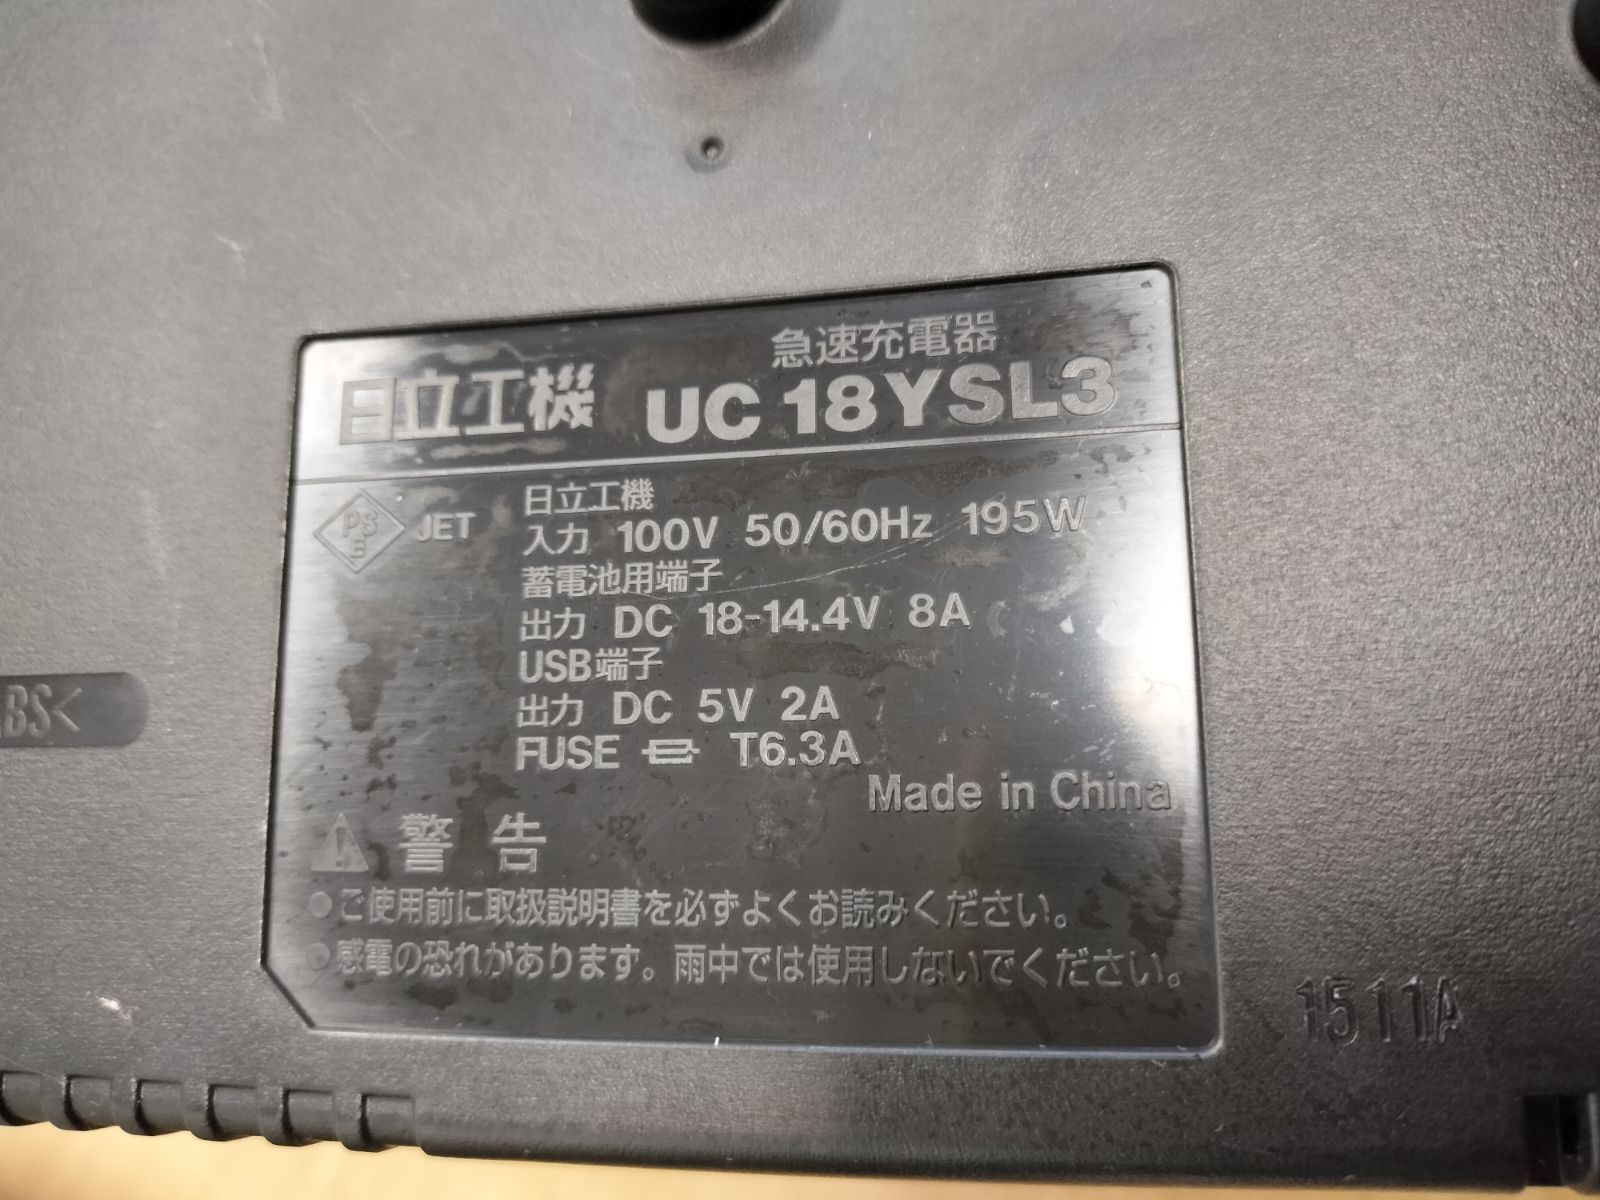 急速充電器
日立工機 UC 18YSL3
PS
E
JET
日立工機
入力 100V 50/60Hz 195W
蓄電池用端子
出力 DC 18-14.4V 8A
USB端子
出力 DC 5V 2A
FUSE T6.3A
Made in China
警告
●ご使用前に取扱説明書を必ずよくお読みください。
●感電の恐れがあります。雨中では使用しないでください。
ABS<
1511A